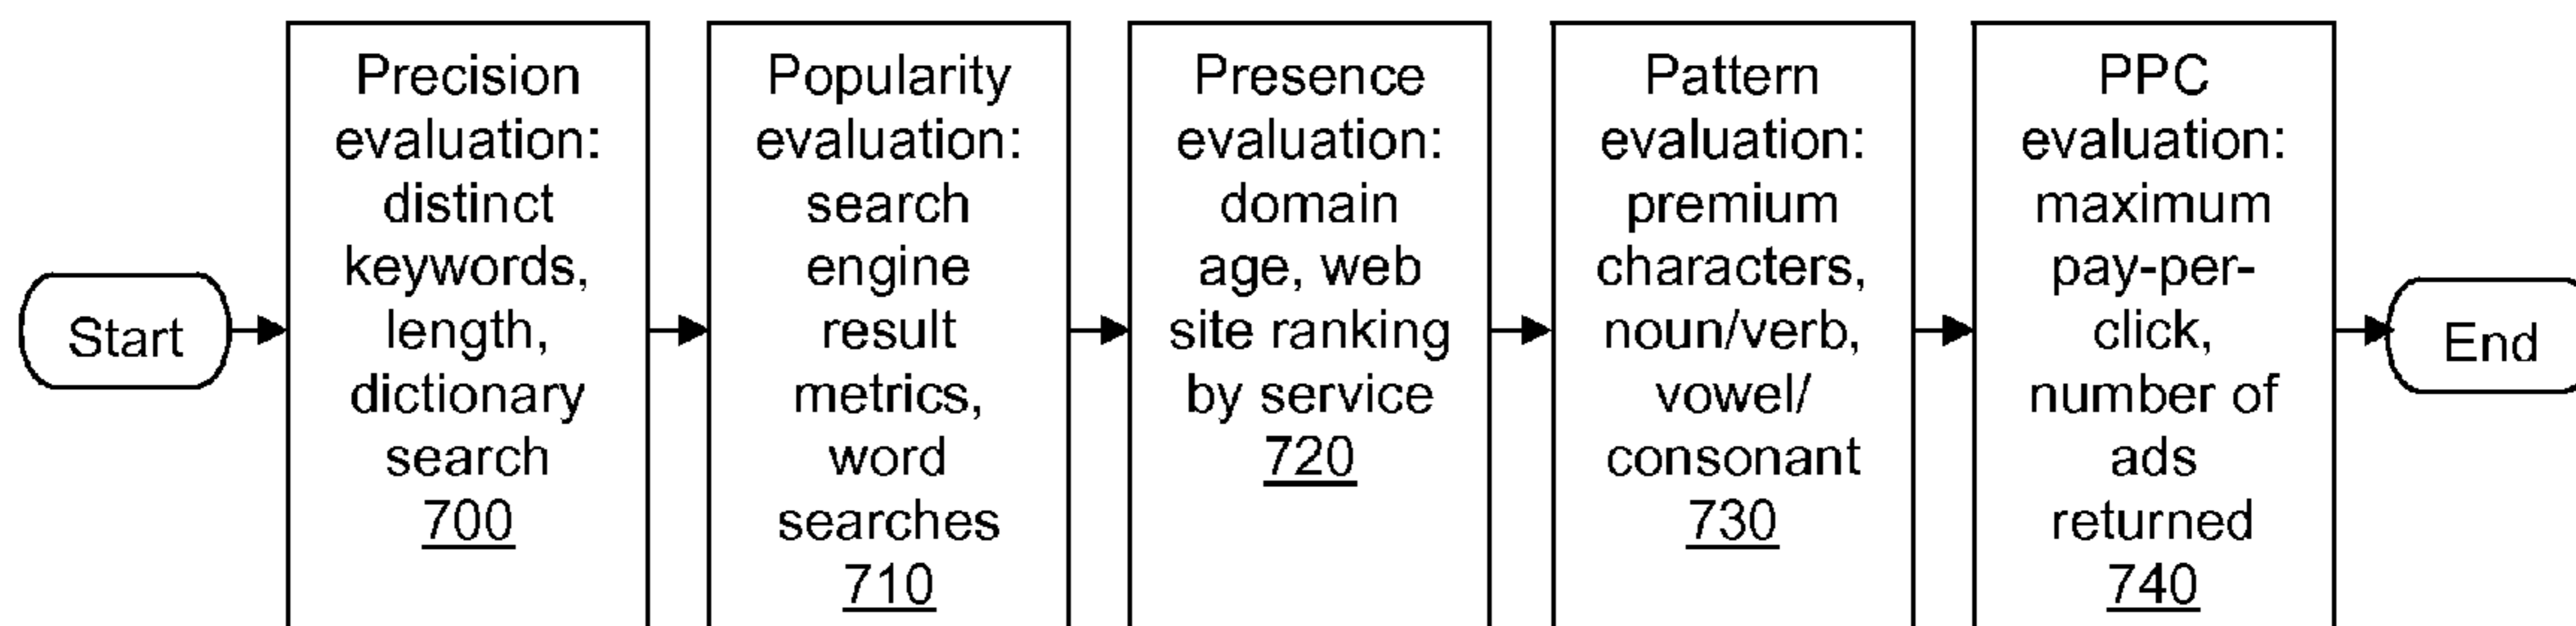 Start
Precision
evaluation:
distinct
keywords,
length,
dictionary
search
700
Popularity
evaluation:
search
engine
result
metrics,
word
searches
710
Presence
evaluation:
domain
age, web
site ranking
by service
720
Pattern
evaluation:
premium
characters,
noun/verb,
vowel/
consonant
730
PPC
evaluation:
maximum
pay-per-
click,
number of
ads
returned
740
End